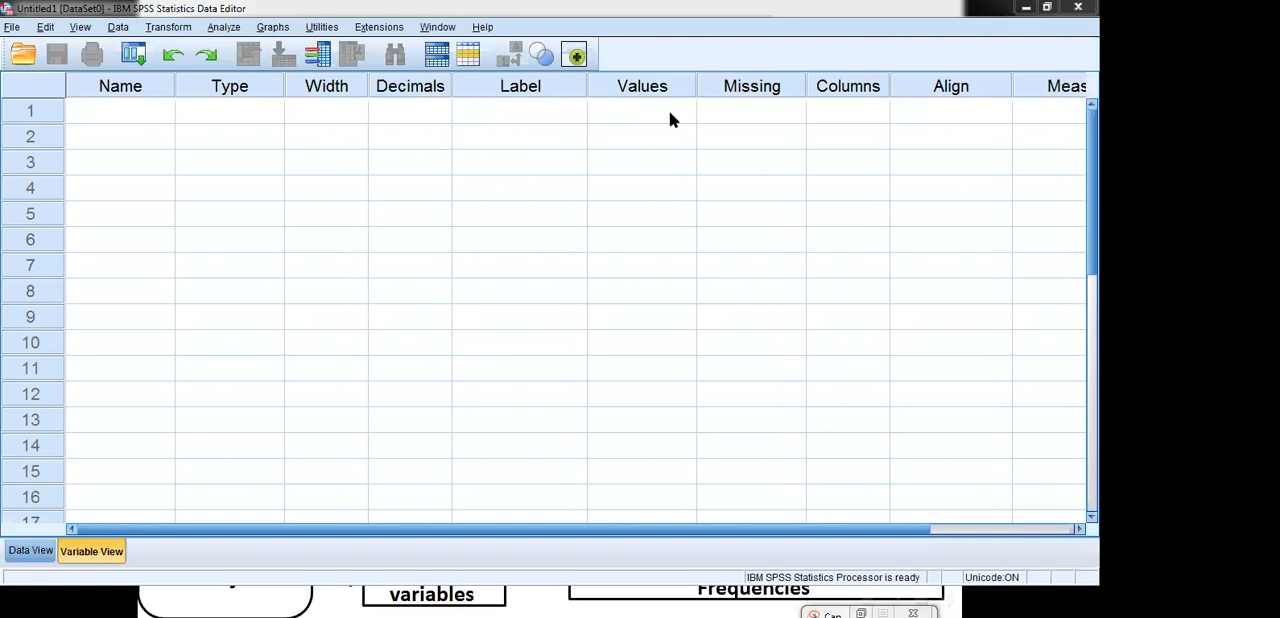 Untitled1 [DataSet0] - IBM SPSS Statistics Data Editor
File Edit View Data Transform Analyze Graphs Utilities Extensions Window Help
Name Type Width Decimals Label Values Missing Columns Align Meas
1
2
3
4
5
6
7
8
9
10
11
12
13
14
15
16
17
Data View Variable View
IBM SPSS Statistics Processor is ready Unicode:ON
variables Frequencies
Cap